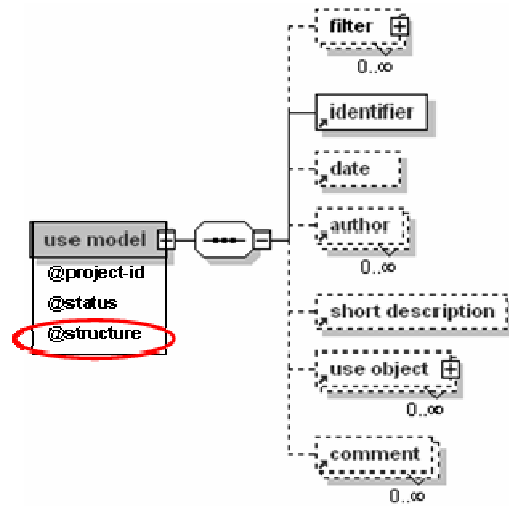 filter
0..∞
identifier
date
author
0..∞
use model
@project-id
@status
@structure
short description
use object
0..∞
comment
0..∞